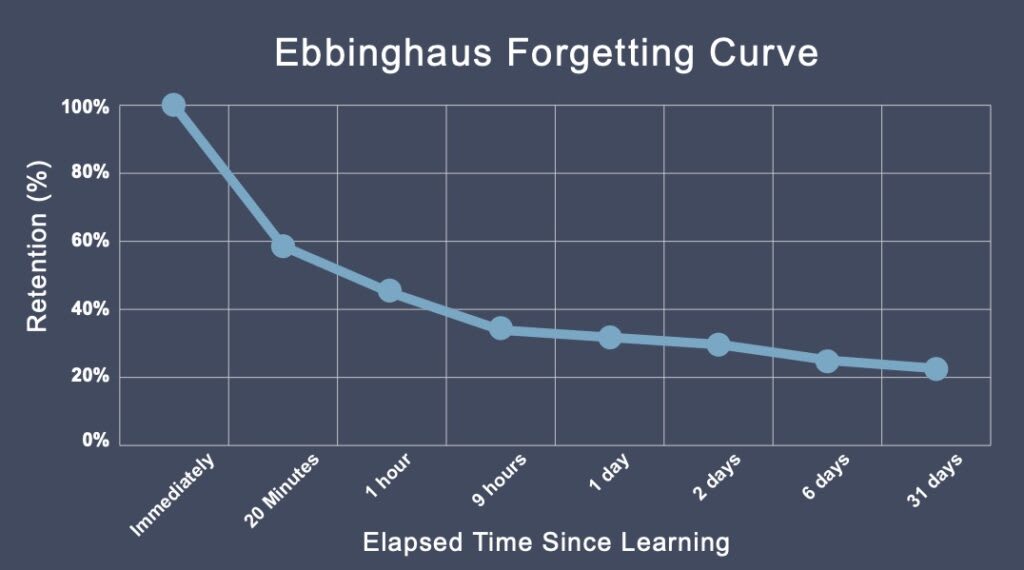 Ebbinghaus Forgetting Curve
Retention (%)
100%
80%
60%
40%
20%
0%
Immediately
20 Minutes
1 hour
9 hours
1 day
2 days
6 days
31 days
Elapsed Time Since Learning